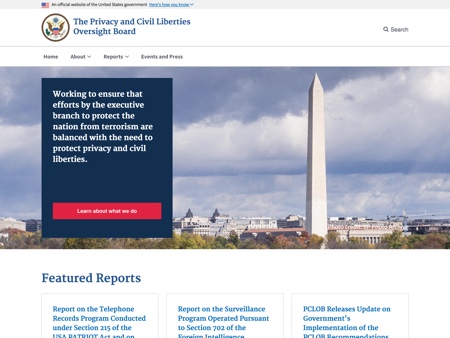 An official website of the United States government Here's how you know
The Privacy and Civil Liberties
Oversight Board
Search
Home
About
Reports
Events and Press
Working to ensure that
efforts by the executive
branch to protect the
nation from terrorism are
balanced with the need to
protect privacy and civil
liberties.
Learn about what we do
Featured Reports
Report on the Telephone
Records Program Conducted
under Section 215 of the
USA PATRIOT Act and on
Report on the Surveillance
Program Operated Pursuant
to Section 702 of the
Foreign Intelligence
PCLOB Releases Update on
Government's
Implementation of the
PCLOB Recommendations